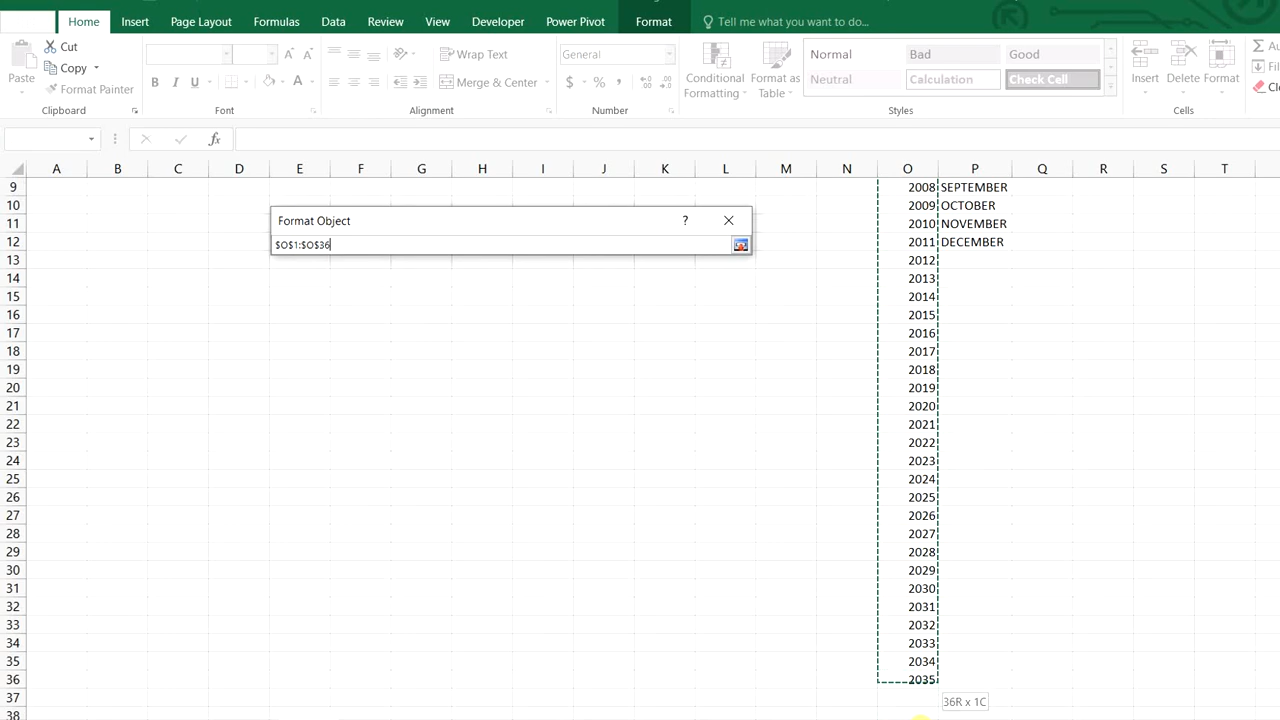 Home Insert Page Layout Formulas Data Review View Developer Power Pivot Format Tell me what you want to do...
Cut
Copy
Format Painter
Paste
Clipboard
B I U A A A
Font
Wrap Text
Merge & Center
Alignment
General
$ % ,
Number
Conditional Formatting
Format as Table
Normal Bad Good
Neutral Calculation Check Cell
Styles
Insert Delete Format
Cells
fx
A B C D E F G H I J K L M N O P Q R S T
9 2008 SEPTEMBER
10 2009 OCTOBER
11 2010 NOVEMBER
12 2011 DECEMBER
13 2012
14 2013
15 2014
16 2015
17 2016
18 2017
19 2018
20 2019
21 2020
22 2021
23 2022
24 2023
25 2024
26 2025
27 2026
28 2027
29 2028
30 2029
31 2030
32 2031
33 2032
34 2033
35 2034
36 2035
37
38
Format Object ?
$O$1:$O$36
36R x 1C